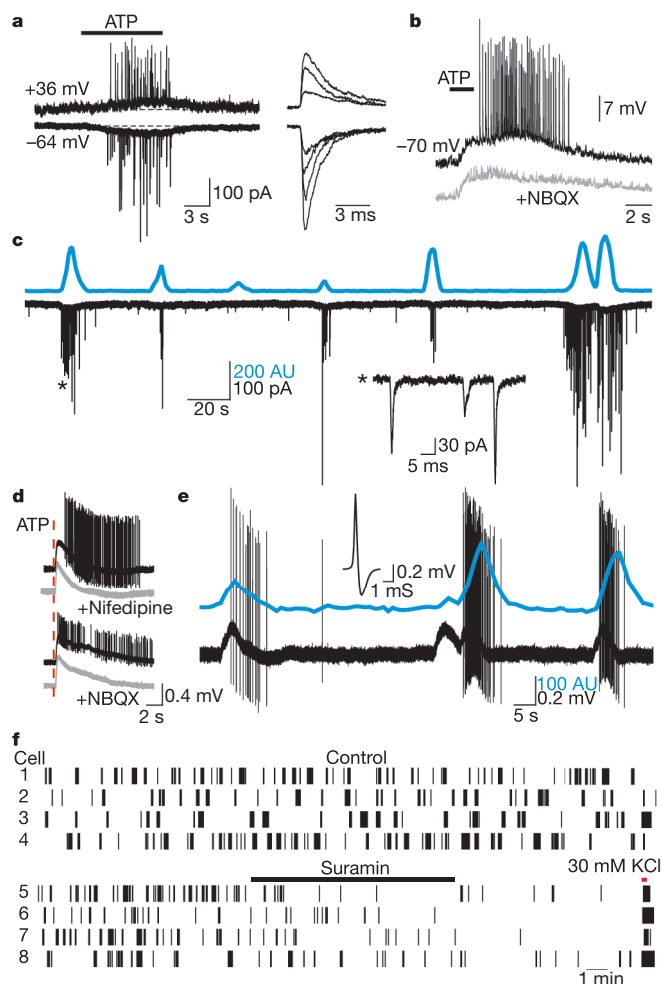 a
ATP
+36 mV
−64 mV
100 pA
3 s
3 ms
b
ATP
7 mV
−70 mV
+NBQX
2 s
c
200 AU
100 pA
20 s
*
*
30 pA
5 ms
d
ATP
+Nifedipine
+NBQX
0.4 mV
2 s
e
0.2 mV
1 mS
100 AU
0.2 mV
5 s
f
Cell
Control
1
2
3
4
Suramin
30 mM KCl
5
6
7
8
1 min